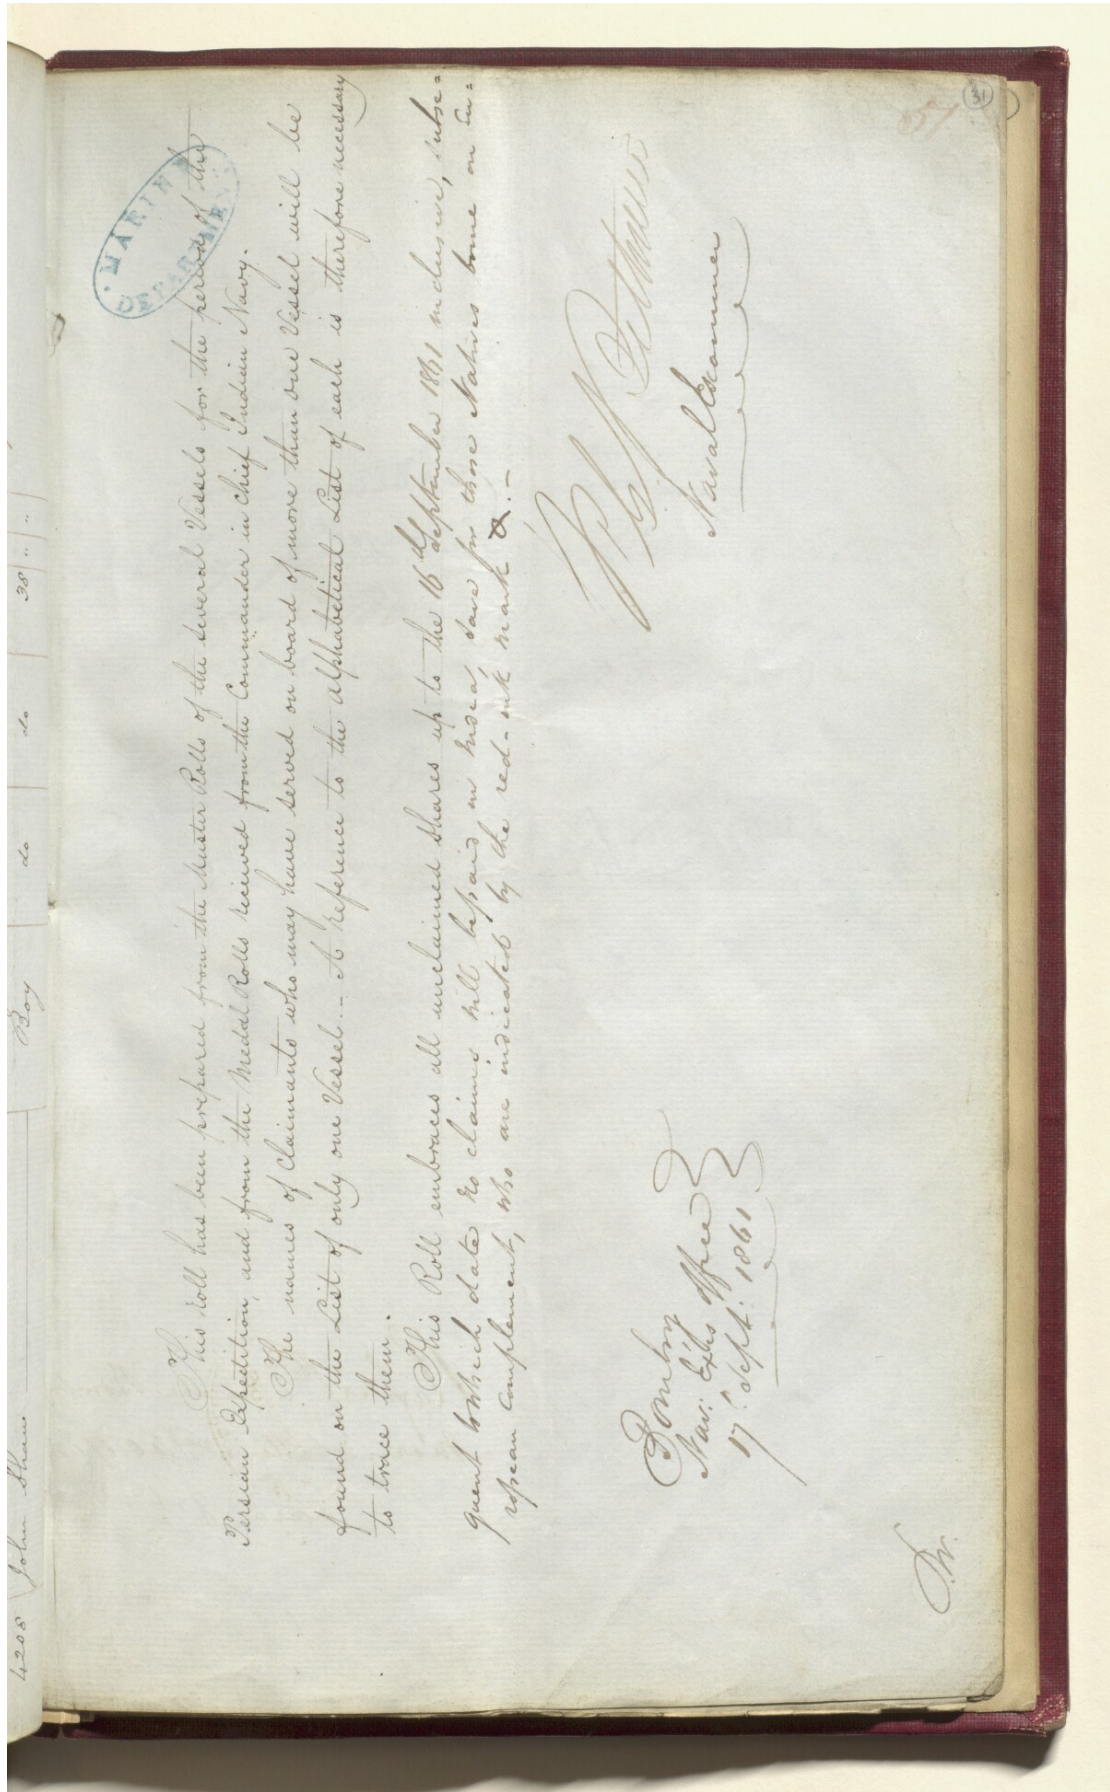 4208 John Shaw Boy do do 38 " "
MARINE
DEPARTMENT
31
This roll has been prepared from the Muster Rolls of the several Vessels for the period of the
Persian Expedition, and from the Medal Rolls received from the Commander in chief Indian Navy.
The names of Claimants who may have served on board of more than one Vessel will be
found on the List of only one Vessel.- A reference to the alphabetical List of each is therefore necessary
to trace them.
This Roll embraces all unclaimed shares up to the 16th September 1861 inclusive, subse=
quent to which date no claims will be paid in India, save for those Natives borne on Eu=
ropean Complement, who are indicated by the red-ink mark
Naval Examiner
Bombay
Nav: Exrs Office
17th Sept: 1861.